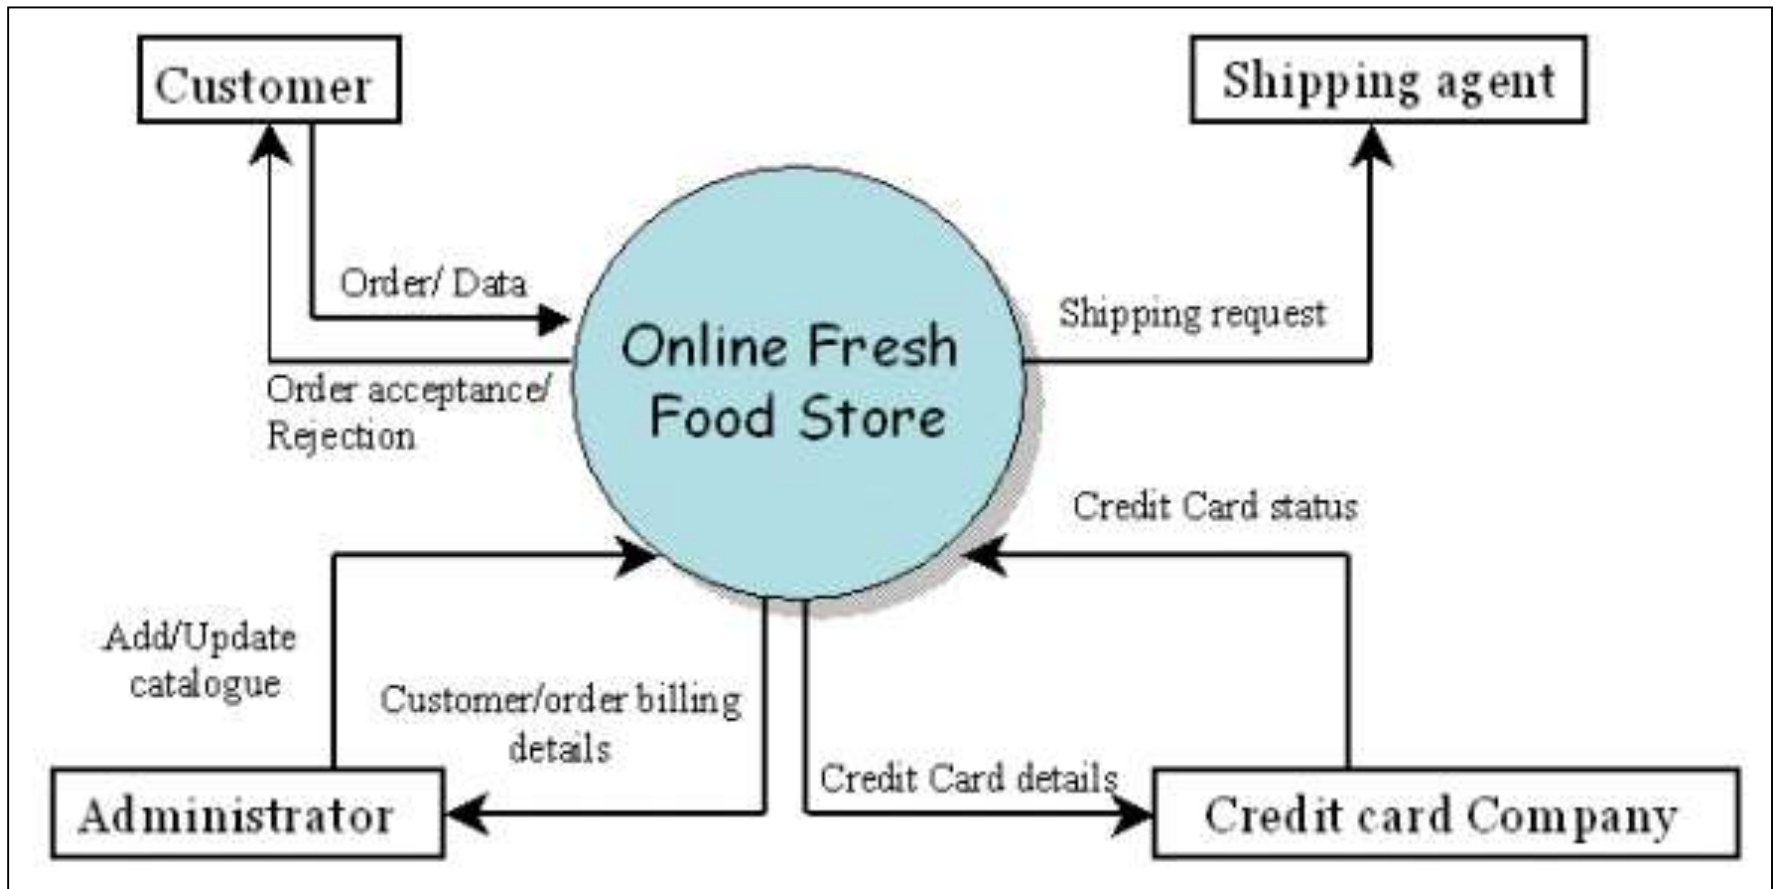 Customer
Shipping agent
Order/ Data
Shipping request
Online Fresh
Food Store
Order acceptance/
Rejection
Credit Card status
Add/Update
catalogue
Customer/order billing
details
Credit Card details
Administrator
Credit card Company